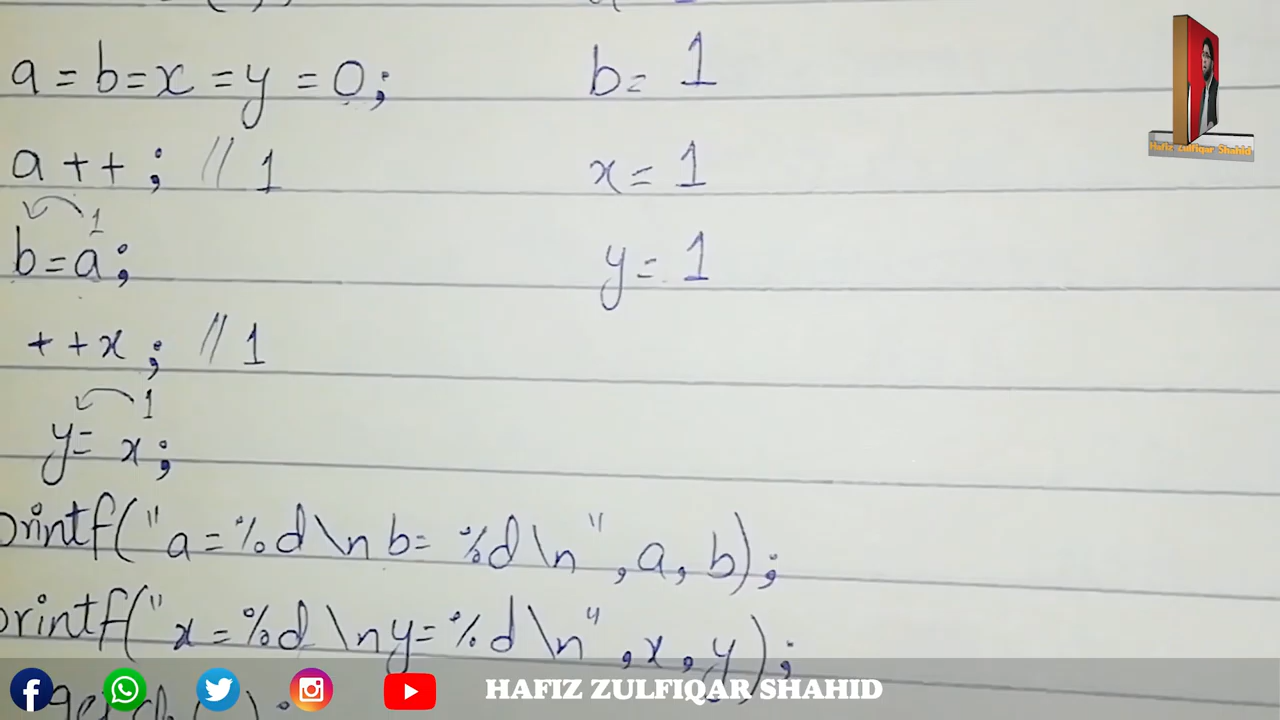 a = b = x = y = 0;
a ++ ; // 1
1
b = a ;
+ + x ; // 1
1
y = x ;
printf("a = %d \n b = %d \n", a, b);
printf("x = %d \n y = %d \n", x, y);
b = 1
x = 1
y = 1
Hafiz Zulfiqar Shahid
HAFIZ ZULFIQAR SHAHID